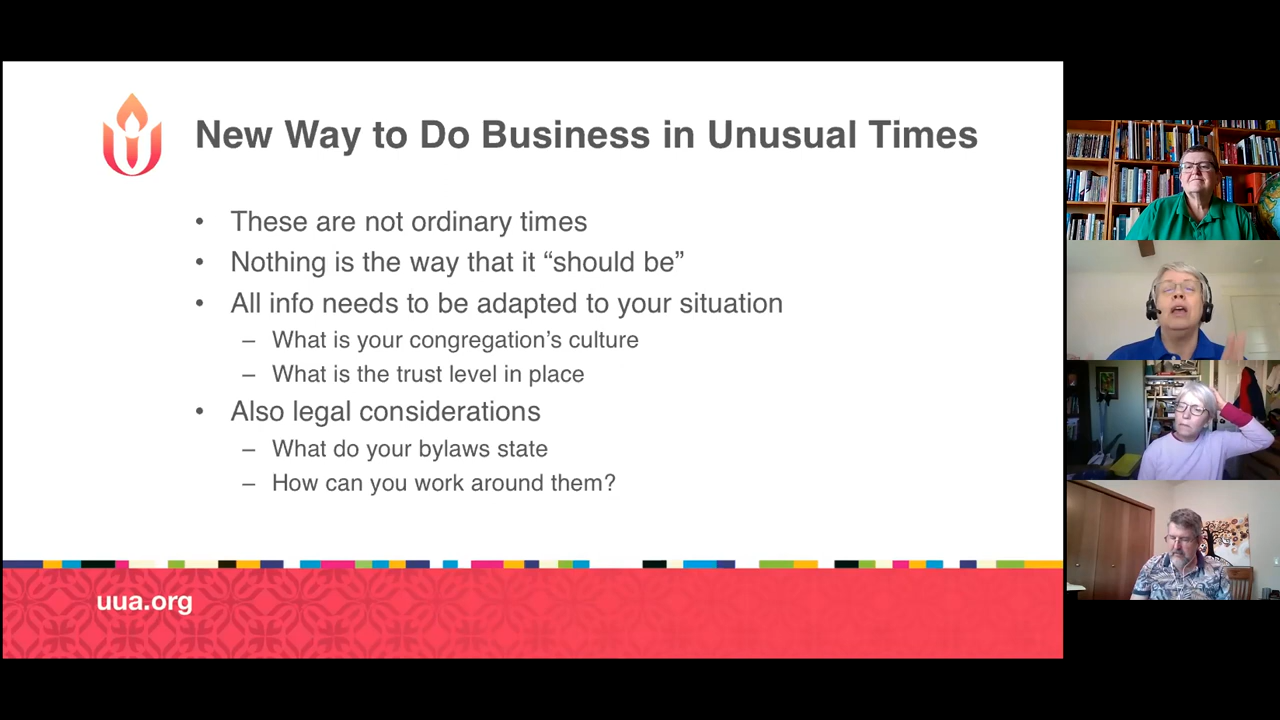 New Way to Do Business in Unusual Times
• These are not ordinary times
• Nothing is the way that it “should be”
• All info needs to be adapted to your situation
– What is your congregation’s culture
– What is the trust level in place
• Also legal considerations
– What do your bylaws state
– How can you work around them?
uua.org